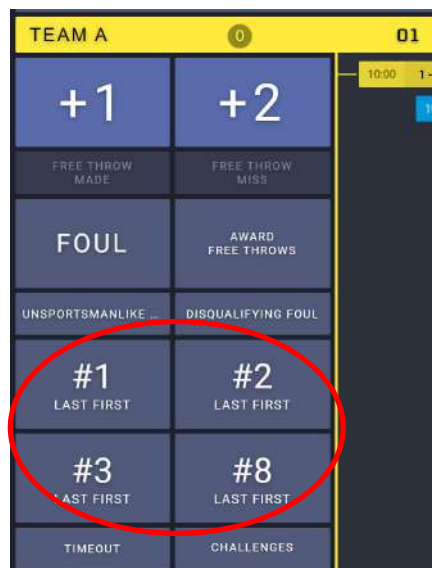 TEAM A 0 01
10:00 1 -
+1 +2
FREE THROW MADE
FREE THROW MISS
FOUL
AWARD
FREE THROWS
UNSPORTSMANLIKE ... DISQUALIFYING FOUL
#1 #2
LAST FIRST LAST FIRST
#3 #8
LAST FIRST LAST FIRST
TIMEOUT CHALLENGES